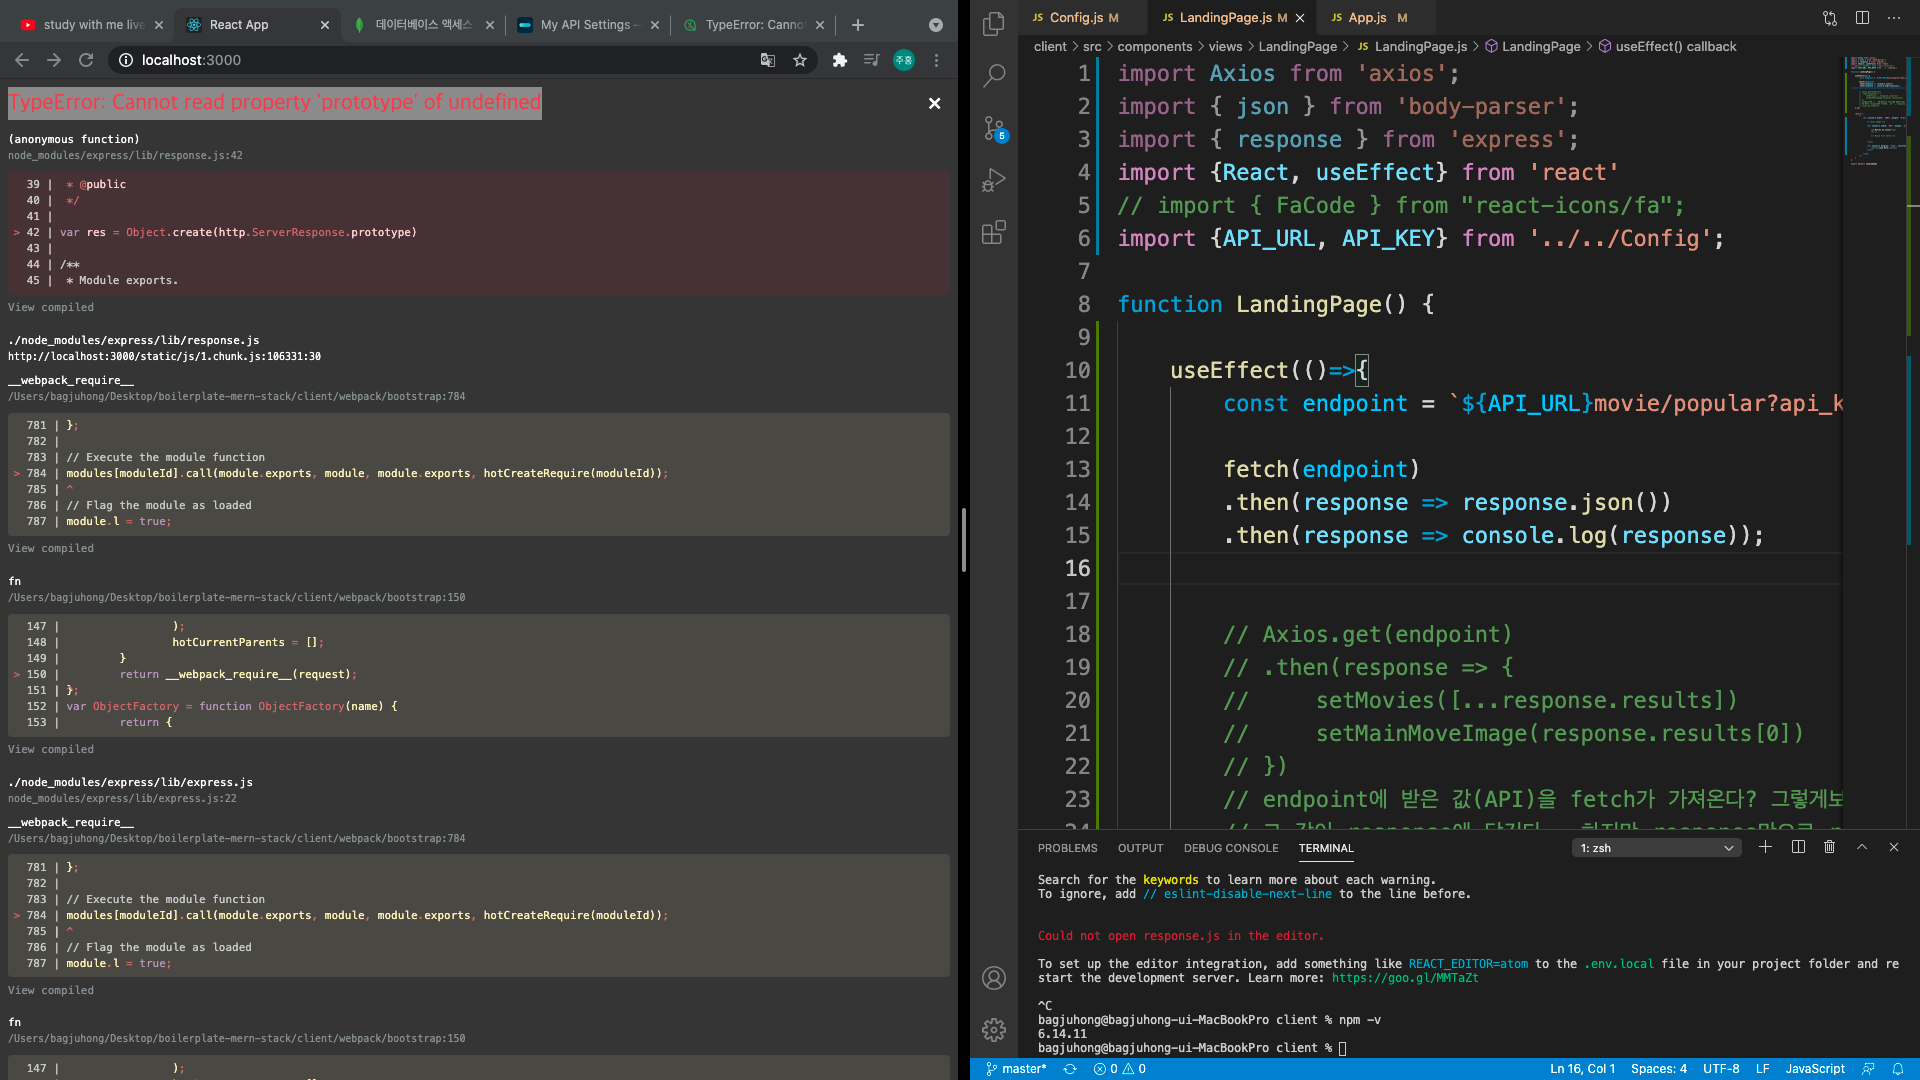 study with me live
React App
데이터베이스 액세스
My API Settings
TypeError: Cannot
localhost:3000
주홍
TypeError: Cannot read property 'prototype' of undefined
(anonymous function)
node_modules/express/lib/response.js:42
39 |  * @public
40 |  */
41 |
> 42 | var res = Object.create(http.ServerResponse.prototype)
43 |
44 | /**
45 |  * Module exports.
View compiled
./node_modules/express/lib/response.js
http://localhost:3000/static/js/1.chunk.js:106331:30
__webpack_require__
/Users/bagjuhong/Desktop/boilerplate-mern-stack/client/webpack/bootstrap:784
781 | };
782 |
783 | // Execute the module function
> 784 | modules[moduleId].call(module.exports, module, module.exports, hotCreateRequire(moduleId));
785 | ^
786 | // Flag the module as loaded
787 | module.l = true;
View compiled
fn
/Users/bagjuhong/Desktop/boilerplate-mern-stack/client/webpack/bootstrap:150
147 | );
148 | hotCurrentParents = [];
149 | }
> 150 | return __webpack_require__(request);
151 | };
152 | var ObjectFactory = function ObjectFactory(name) {
153 | return {
View compiled
./node_modules/express/lib/express.js
node_modules/express/lib/express.js:22
__webpack_require__
/Users/bagjuhong/Desktop/boilerplate-mern-stack/client/webpack/bootstrap:784
781 | };
782 |
783 | // Execute the module function
> 784 | modules[moduleId].call(module.exports, module, module.exports, hotCreateRequire(moduleId));
785 | ^
786 | // Flag the module as loaded
787 | module.l = true;
View compiled
fn
/Users/bagjuhong/Desktop/boilerplate-mern-stack/client/webpack/bootstrap:150
147 | );
JS Config.js M
JS LandingPage.js M
JS App.js M
client > src > components > views > LandingPage > JS LandingPage.js > LandingPage > useEffect() callback
5
1 import Axios from 'axios';
2 import { json } from 'body-parser';
3 import { response } from 'express';
4 import {React, useEffect} from 'react'
5 // import { FaCode } from "react-icons/fa";
6 import {API_URL, API_KEY} from '../../Config';
7
8 function LandingPage() {
9
10 useEffect(()=>{
11 const endpoint = `${API_URL}movie/popular?api_k
12
13 fetch(endpoint)
14 .then(response => response.json())
15 .then(response => console.log(response));
16
17
18 // Axios.get(endpoint)
19 // .then(response => {
20 //     setMovies([...response.results])
21 //     setMainMoveImage(response.results[0])
22 // })
23 // endpoint에 받은 값(API)을 fetch가 가져온다? 그렇게보
PROBLEMS OUTPUT DEBUG CONSOLE TERMINAL
1: zsh
Search for the keywords to learn more about each warning.
To ignore, add // eslint-disable-next-line to the line before.
Could not open response.js in the editor.
To set up the editor integration, add something like REACT_EDITOR=atom to the .env.local file in your project folder and re
start the development server. Learn more: https://goo.gl/MMTaZt
^C
bagjuhong@bagjuhong-ui-MacBookPro client % npm -v
6.14.11
bagjuhong@bagjuhong-ui-MacBookPro client %
master* 0 0
Ln 16, Col 1 Spaces: 4 UTF-8 LF JavaScript